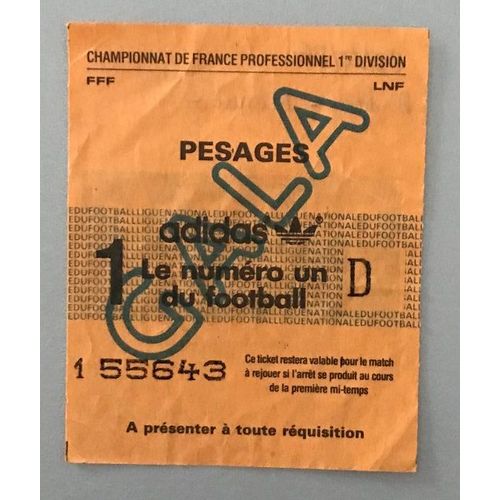 CHAMPIONNAT DE FRANCE PROFESSIONNEL 1re DIVISION
FFF LNF
PESAGES
GALA
EDUFOOTBALLLIGUENATIONALEDUFOOTBALL
adidas
1 Le numéro un D
du football
1 55643
Ce ticket restera valable pour le match
à rejouer si l'arrêt se produit au cours
de la première mi-temps
A présenter à toute réquisition